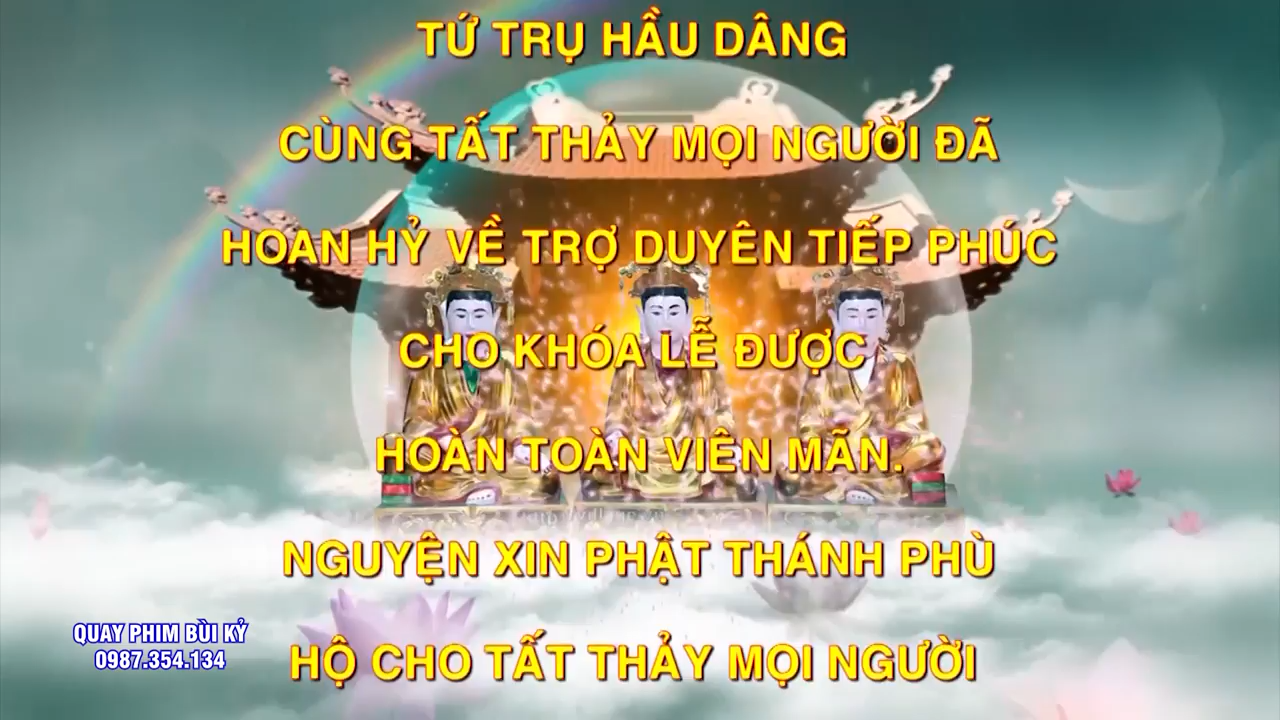 TỨ TRỤ HẦU DÂNG
CÙNG TẤT THẢY MỌI NGƯỜI ĐÃ
HOAN HỶ VỀ TRỢ DUYÊN TIẾP PHÚC
CHO KHÓA LỄ ĐƯỢC
HOÀN TOÀN VIÊN MÃN.
NGUYỆN XIN PHẬT THÁNH PHÙ
HỘ CHO TẤT THẢY MỌI NGƯỜI
QUAY PHIM BÙI KỶ
0987.354.134